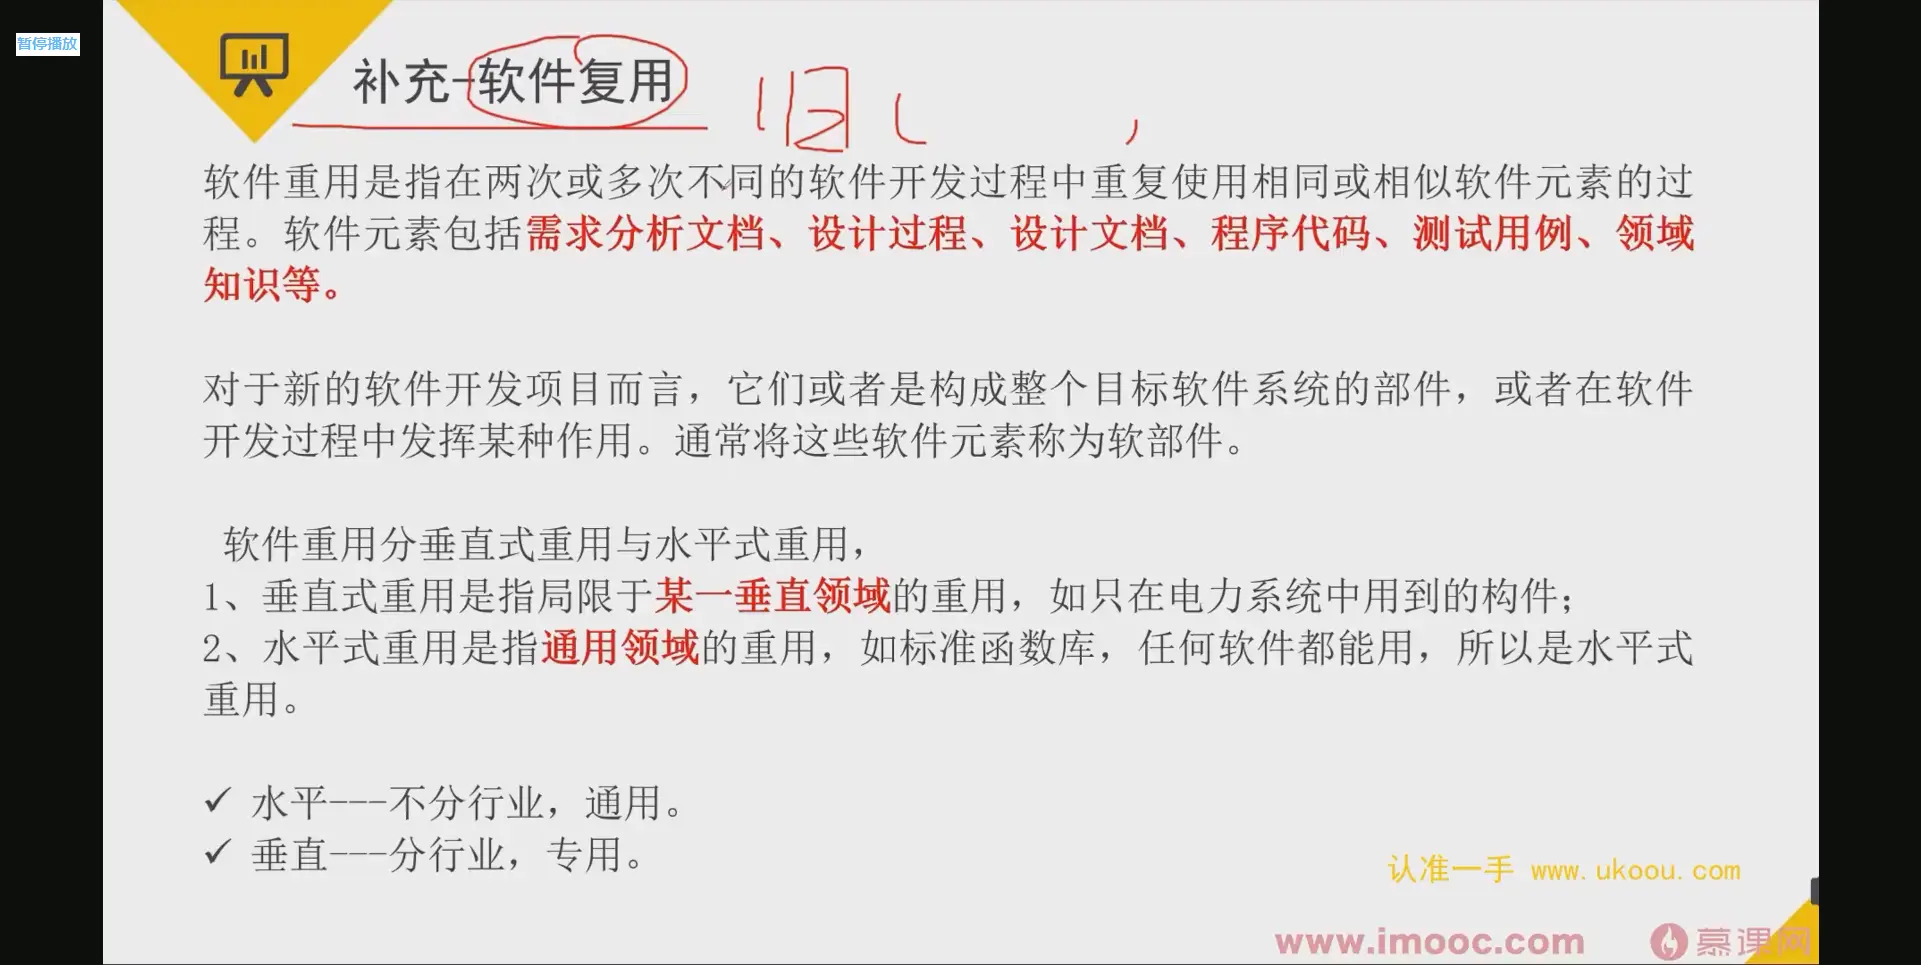 暂停播放
补充-软件复用
软件重用是指在两次或多次不同的软件开发过程中重复使用相同或相似软件元素的过
程。软件元素包括需求分析文档、设计过程、设计文档、程序代码、测试用例、领域
知识等。
对于新的软件开发项目而言，它们或者是构成整个目标软件系统的部件，或者在软件
开发过程中发挥某种作用。通常将这些软件元素称为软部件。
软件重用分垂直式重用与水平式重用，
1、垂直式重用是指局限于某一垂直领域的重用，如只在电力系统中用到的构件；
2、水平式重用是指通用领域的重用，如标准函数库，任何软件都能用，所以是水平式
重用。
✓ 水平---不分行业，通用。
✓ 垂直---分行业，专用。
认准一手 www.ukoou.com
www.imooc.com 慕课网